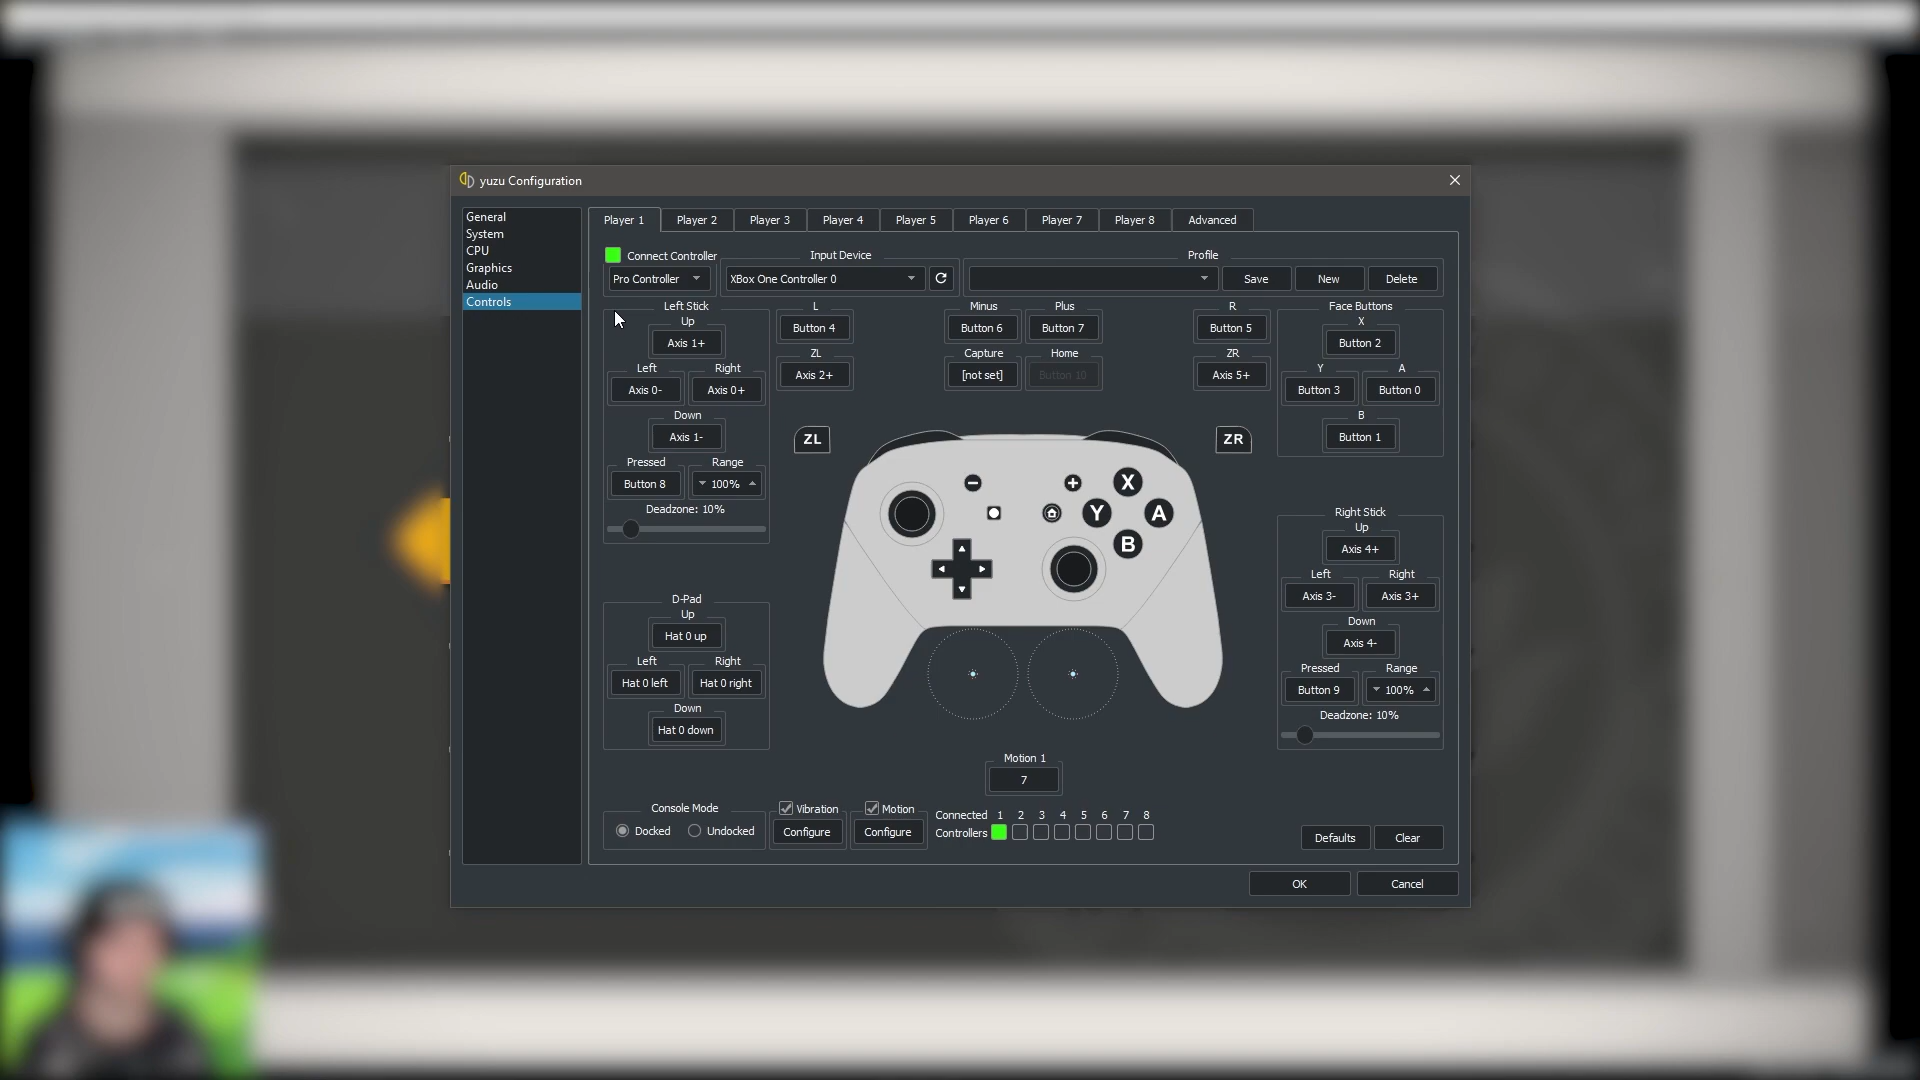 yuzu Configuration
General
System
CPU
Graphics
Audio
Controls
Player 1 Player 2 Player 3 Player 4 Player 5 Player 6 Player 7 Player 8 Advanced
Connect Controller Input Device Profile
Pro Controller XBox One Controller 0 Save New Delete
Left Stick
Up
Axis 1+
Left Right
Axis 0- Axis 0+
Down
Axis 1-
Pressed Range
Button 8 100%
Deadzone: 10%
D-Pad
Up
Hat 0 up
Left Right
Hat 0 left Hat 0 right
Down
Hat 0 down
L
Button 4
ZL
Axis 2+
Minus Plus
Button 6 Button 7
Capture Home
[not set] Button 10
R
Button 5
ZR
Axis 5+
Face Buttons
X
Button 2
Y A
Button 3 Button 0
B
Button 1
ZL ZR
X
Y A
B
Right Stick
Up
Axis 4+
Left Right
Axis 3- Axis 3+
Down
Axis 4-
Pressed Range
Button 9 100%
Deadzone: 10%
Motion 1
7
Console Mode
Docked Undocked
Vibration
Configure
Motion
Configure
Connected 1 2 3 4 5 6 7 8
Controllers
Defaults Clear
OK Cancel